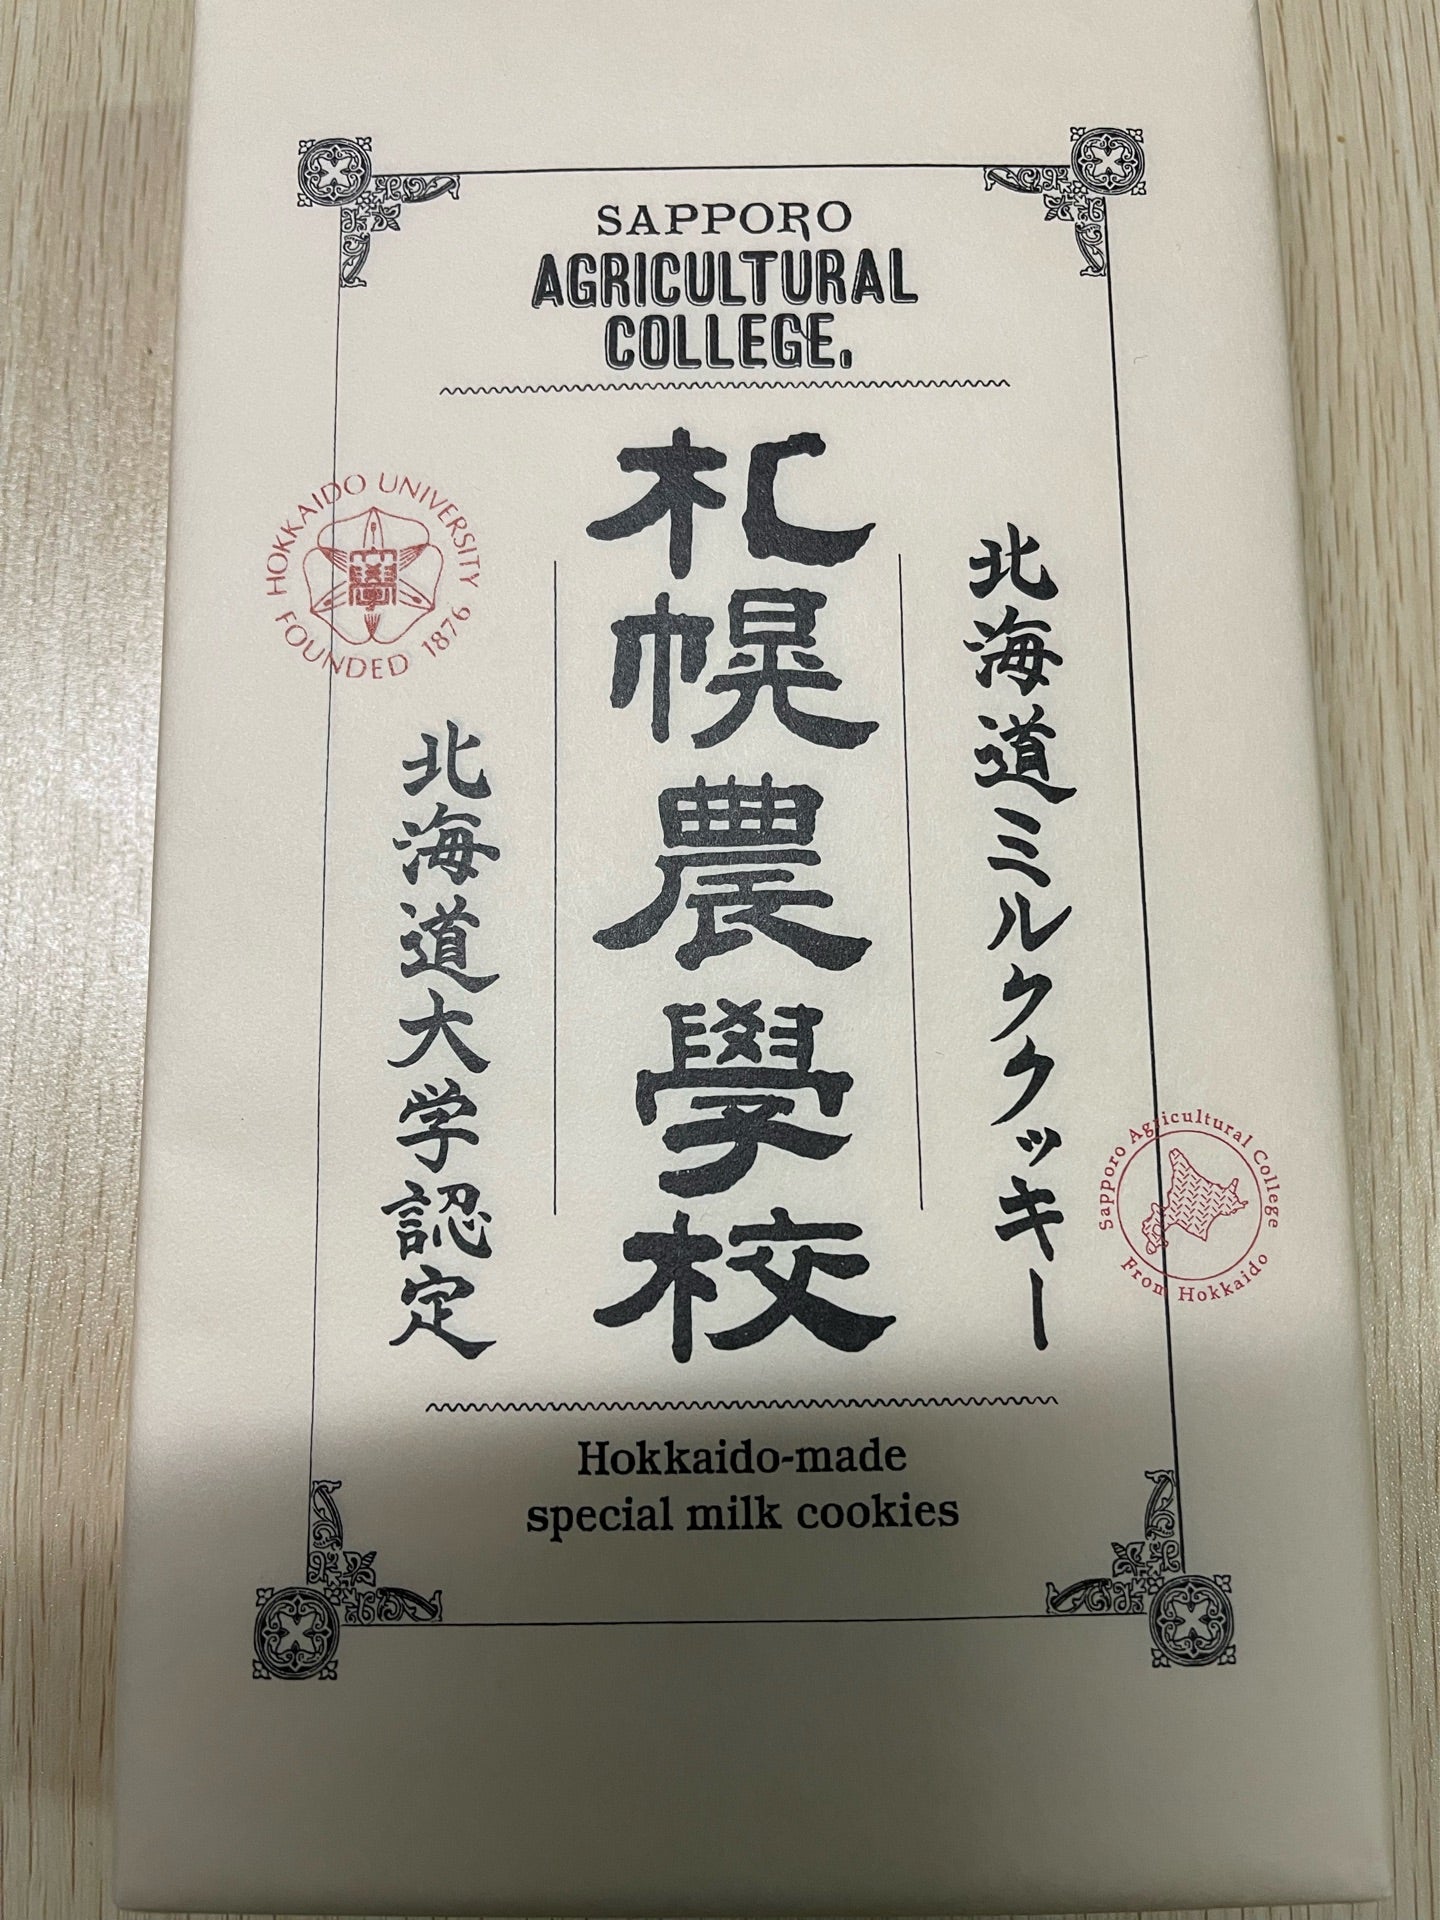 SAPPORO
AGRICULTURAL
COLLEGE.
北海道ミルククッキー
札幌農學校
北海道大学認定
HOKKAIDO UNIVERSITY
FOUNDED 1876
大學
Sapporo Agricultural College
From Hokkaido
Hokkaido-made
special milk cookies